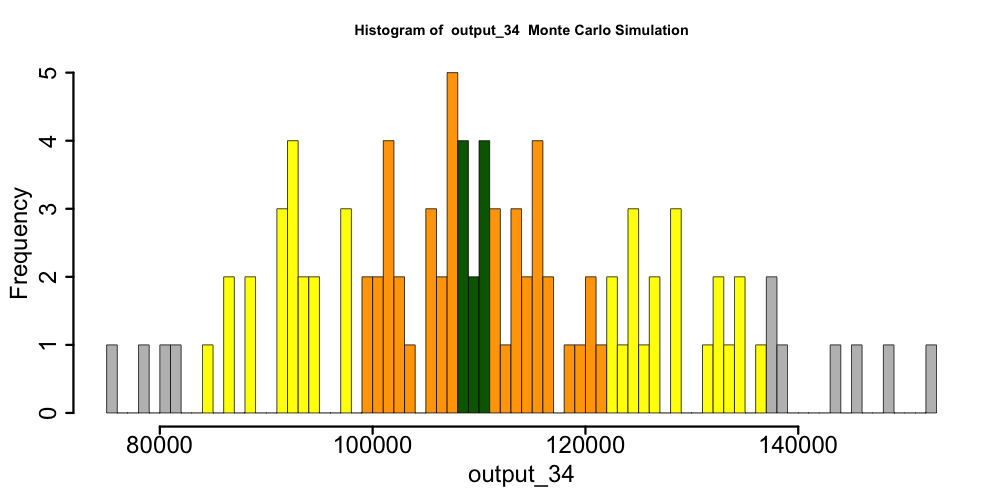 Histogram of output_34 Monte Carlo Simulation
Frequency
5
4
3
2
1
0
80000 100000 120000 140000
output_34